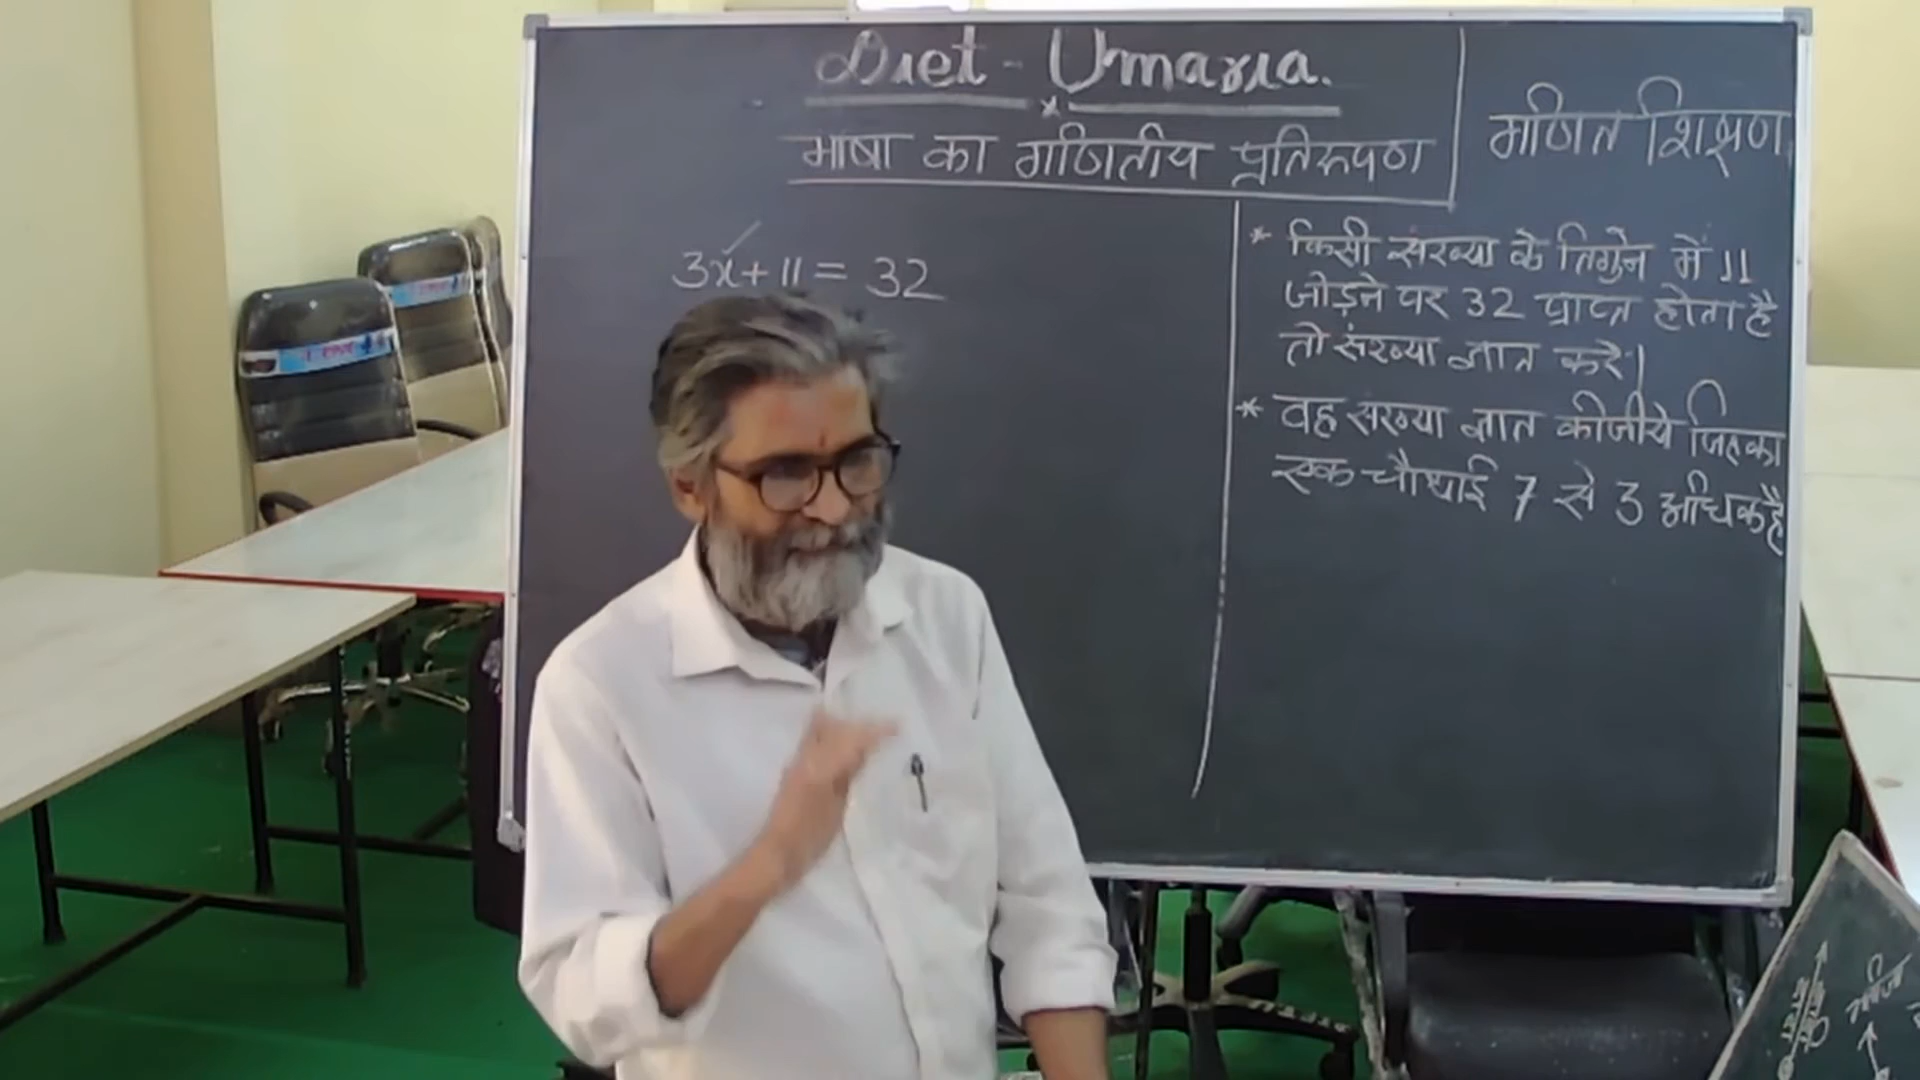 Diet - Umaria.
भाषा का गणितीय प्रतिरूपण
गणित शिक्षण
3x + 11 = 32
* किसी संख्या के तिगुने में 11
जोड़ने पर 32 प्राप्त होता है
तो संख्या ज्ञात करें।
* वह संख्या ज्ञात कीजीये जिसका
एक चौथाई 7 से 3 अधिक है